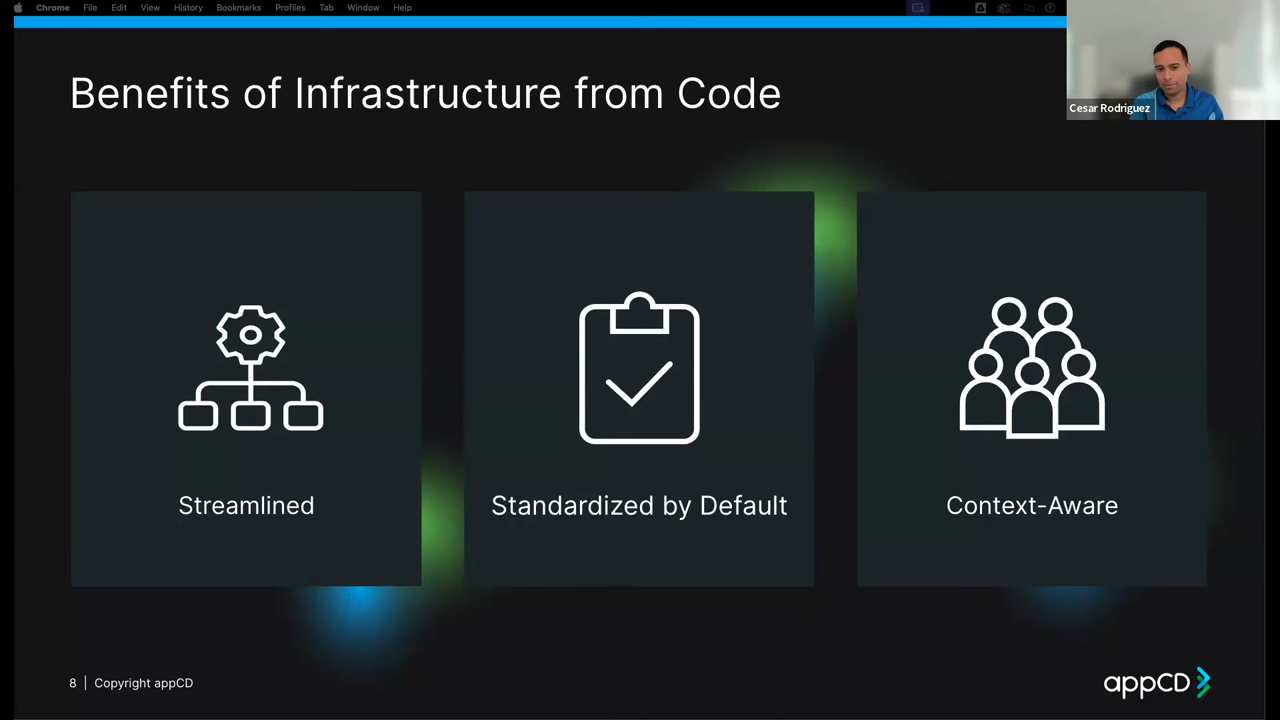 Chrome File Edit View History Bookmarks Profiles Tab Window Help
Benefits of Infrastructure from Code
Cesar Rodriguez
Streamlined
Standardized by Default
Context-Aware
8 | Copyright appCD
appCD